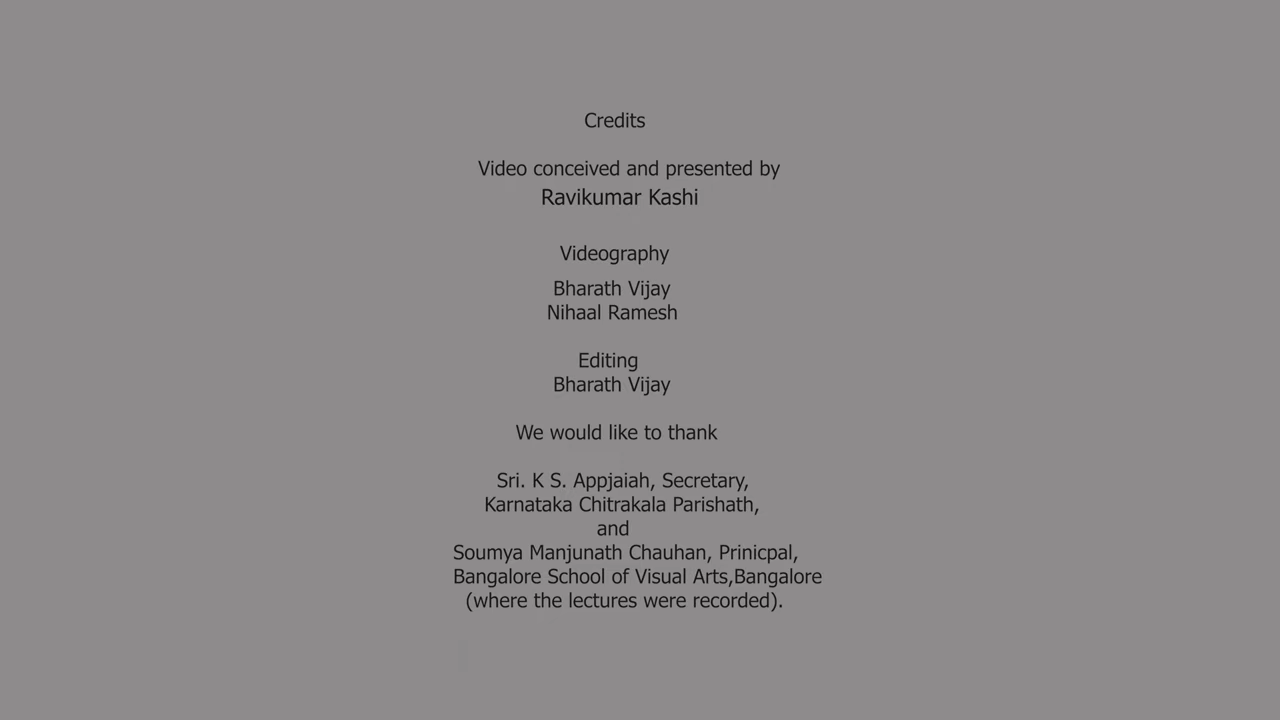 Credits
Video conceived and presented by
Ravikumar Kashi
Videography
Bharath Vijay
Nihaal Ramesh
Editing
Bharath Vijay
We would like to thank
Sri. K S. Appjaiah, Secretary,
Karnataka Chitrakala Parishath,
and
Soumya Manjunath Chauhan, Prinicpal,
Bangalore School of Visual Arts,Bangalore
(where the lectures were recorded).